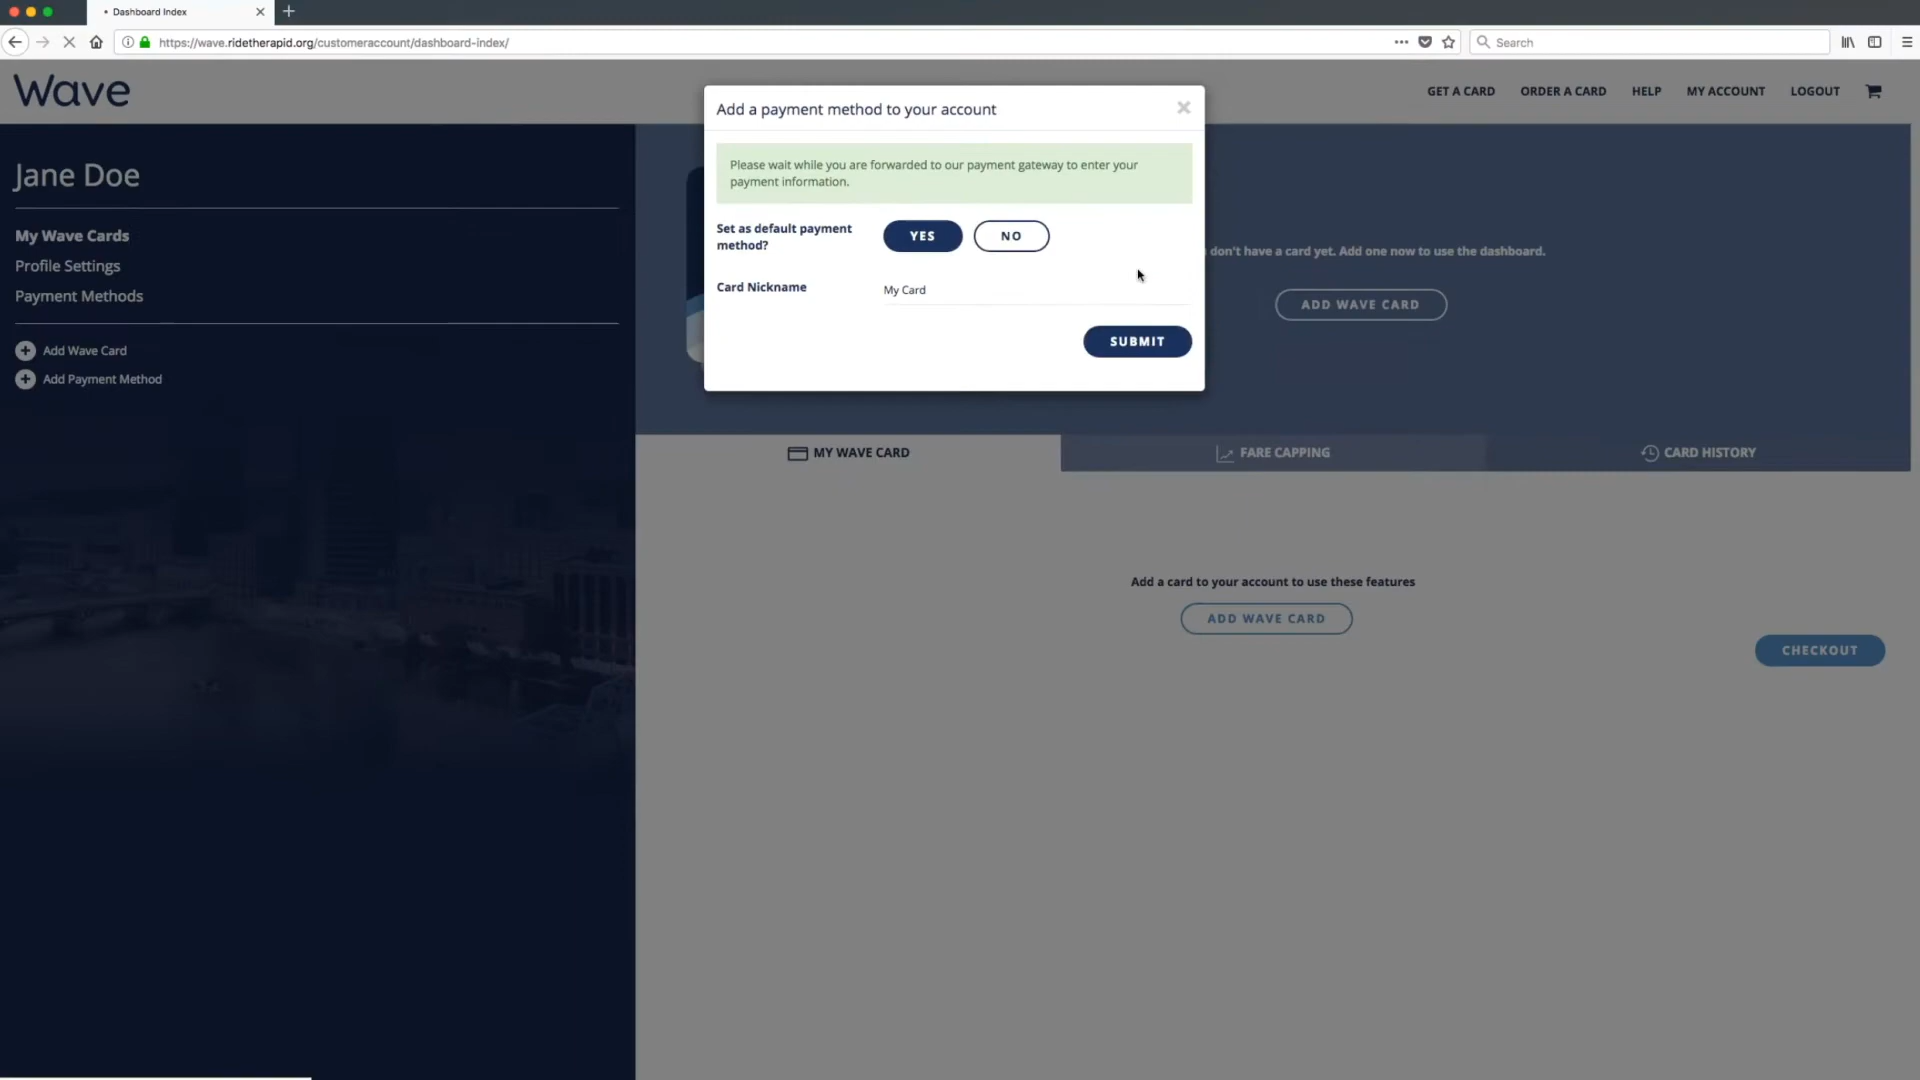 Dashboard Index
https://wave.ridetherapid.org/customeraccount/dashboard-index/
Search
Wave
GET A CARD
ORDER A CARD
HELP
MY ACCOUNT
LOGOUT
Jane Doe
My Wave Cards
Profile Settings
Payment Methods
Add Wave Card
Add Payment Method
Add a payment method to your account
Please wait while you are forwarded to our payment gateway to enter your
payment information.
Set as default payment
method?
YES
NO
Card Nickname
My Card
SUBMIT
don't have a card yet. Add one now to use the dashboard.
ADD WAVE CARD
MY WAVE CARD
FARE CAPPING
CARD HISTORY
Add a card to your account to use these features
ADD WAVE CARD
CHECKOUT